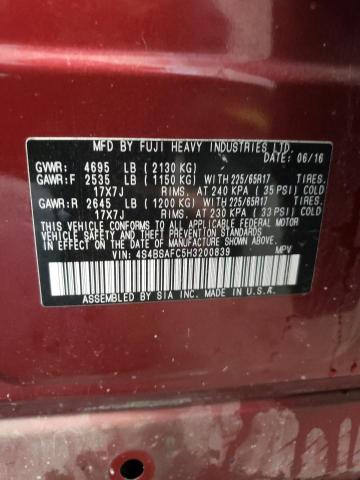 MFD BY FUJI HEAVY INDUSTRIES LTD.
DATE: 06/16
GVWR: 4695 LB (2130 KG)
GAWR:F 2535 LB (1150 KG) WITH 225/65R17 TIRES.
17X7J RIMS. AT 240 KPA (35 PSI) COLD
GAWR:R 2645 LB (1200 KG) WITH 225/65R17 TIRES.
17X7J RIMS. AT 230 KPA (33 PSI) COLD
THIS VEHICLE CONFORMS TO ALL APPLICABLE
FEDERAL MOTOR VEHICLE SAFETY STANDARDS IN
EFFECT ON THE DATE OF MANUFACTURE SHOWN ABOVE.
VIN: 4S4BSAFC5H3200839 MPV
ASSEMBLED BY SIA INC. IN U.S.A.